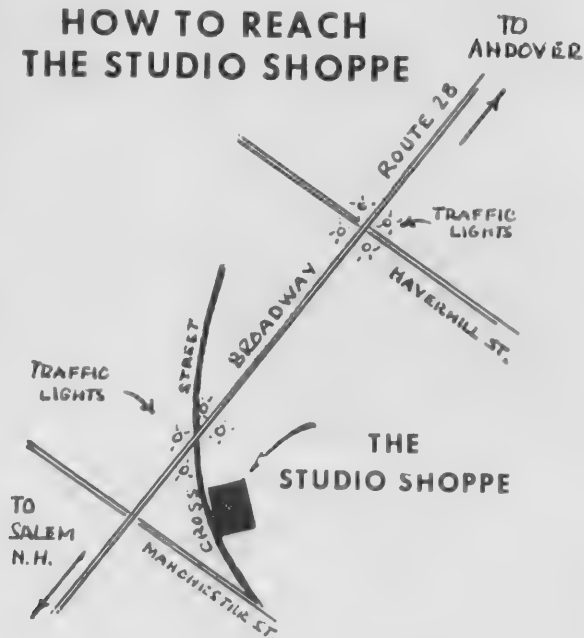 HOW TO REACH
THE STUDIO SHOPPE
TO
ANDOVER
ROUTE 28
TRAFFIC
LIGHTS
HAVERHILL ST.
BROADWAY
STREET
TRAFFIC
LIGHTS
THE
STUDIO SHOPPE
CROSS
TO
SALEM
N.H.
MANCHESTER ST